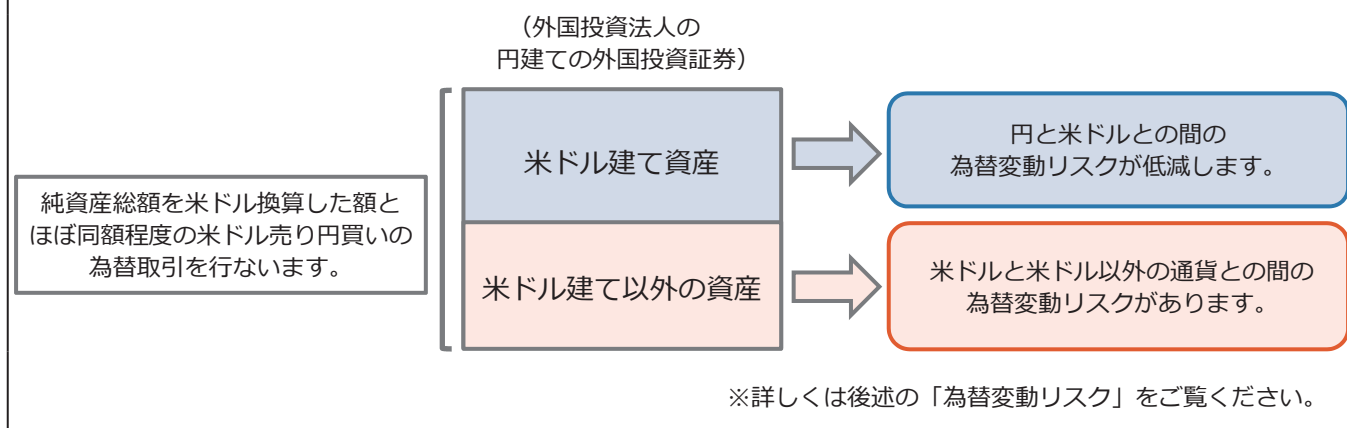 （外国投資法人の
円建ての外国投資証券）
純資産総額を米ドル換算した額と
ほぼ同額程度の米ドル売り円買いの
為替取引を行ないます。
米ドル建て資産
円と米ドルとの間の
為替変動リスクが低減します。
米ドル建て以外の資産
米ドルと米ドル以外の通貨との間の
為替変動リスクがあります。
※詳しくは後述の「為替変動リスク」をご覧ください。